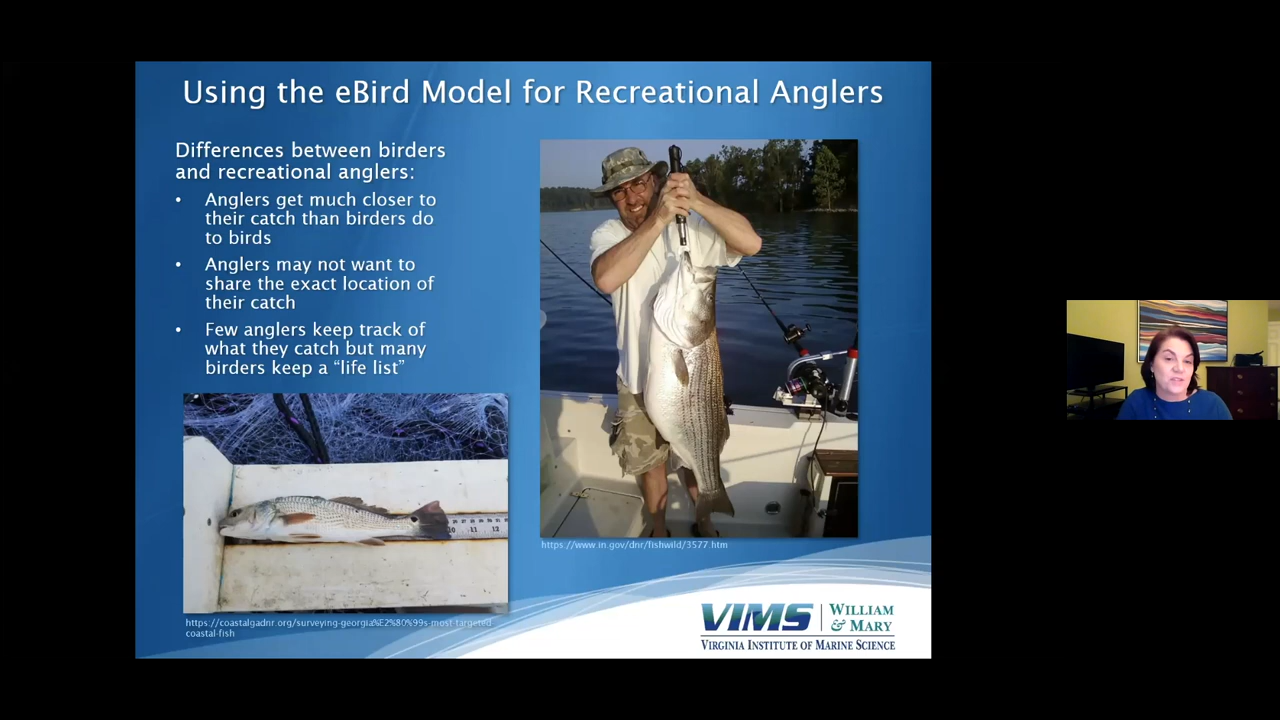 Using the eBird Model for Recreational Anglers
Differences between birders
and recreational anglers:
• Anglers get much closer to
their catch than birders do
to birds
• Anglers may not want to
share the exact location of
their catch
• Few anglers keep track of
what they catch but many
birders keep a “life list”
10 11 12
https://www.in.gov/dnr/fishwild/3577.htm
https://coastalgadnr.org/surveying-georgia%E2%80%99s-most-targeted-
coastal-fish
VIMS
WILLIAM
& MARY
VIRGINIA INSTITUTE OF MARINE SCIENCE